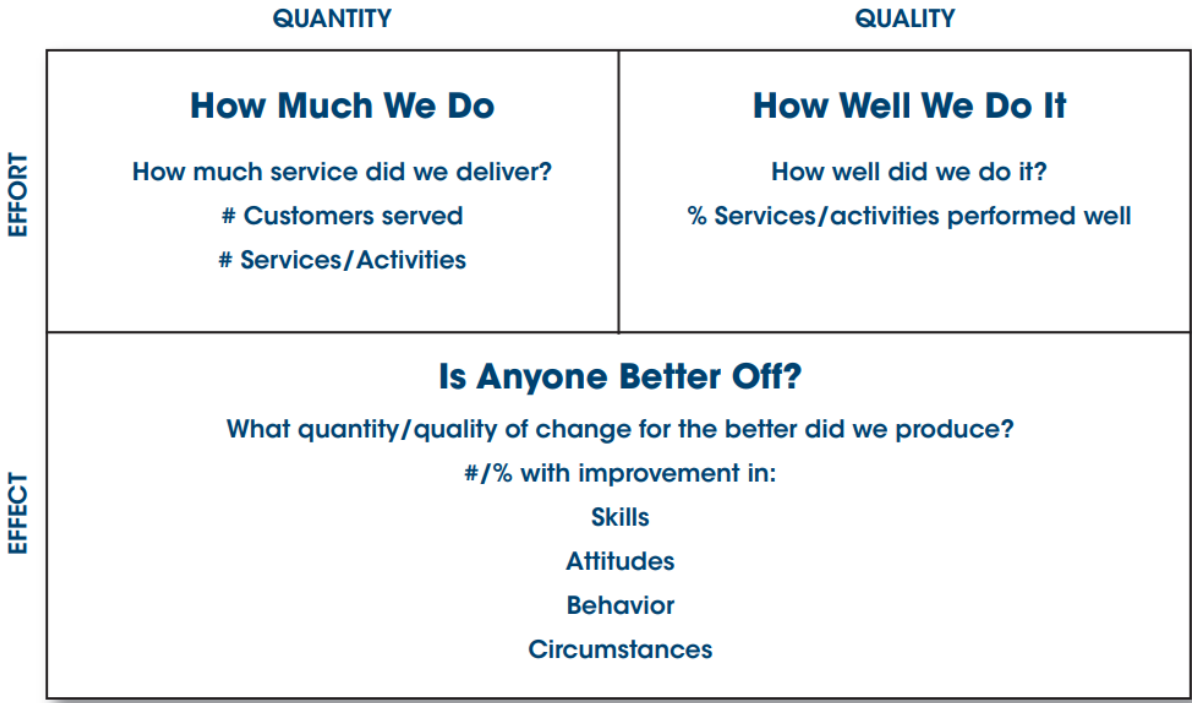 QUANTITY
QUALITY
EFFORT
How Much We Do
How much service did we deliver?
# Customers served
# Services/Activities
How Well We Do It
How well did we do it?
% Services/activities performed well
EFFECT
Is Anyone Better Off?
What quantity/quality of change for the better did we produce?
#/% with improvement in:
Skills
Attitudes
Behavior
Circumstances